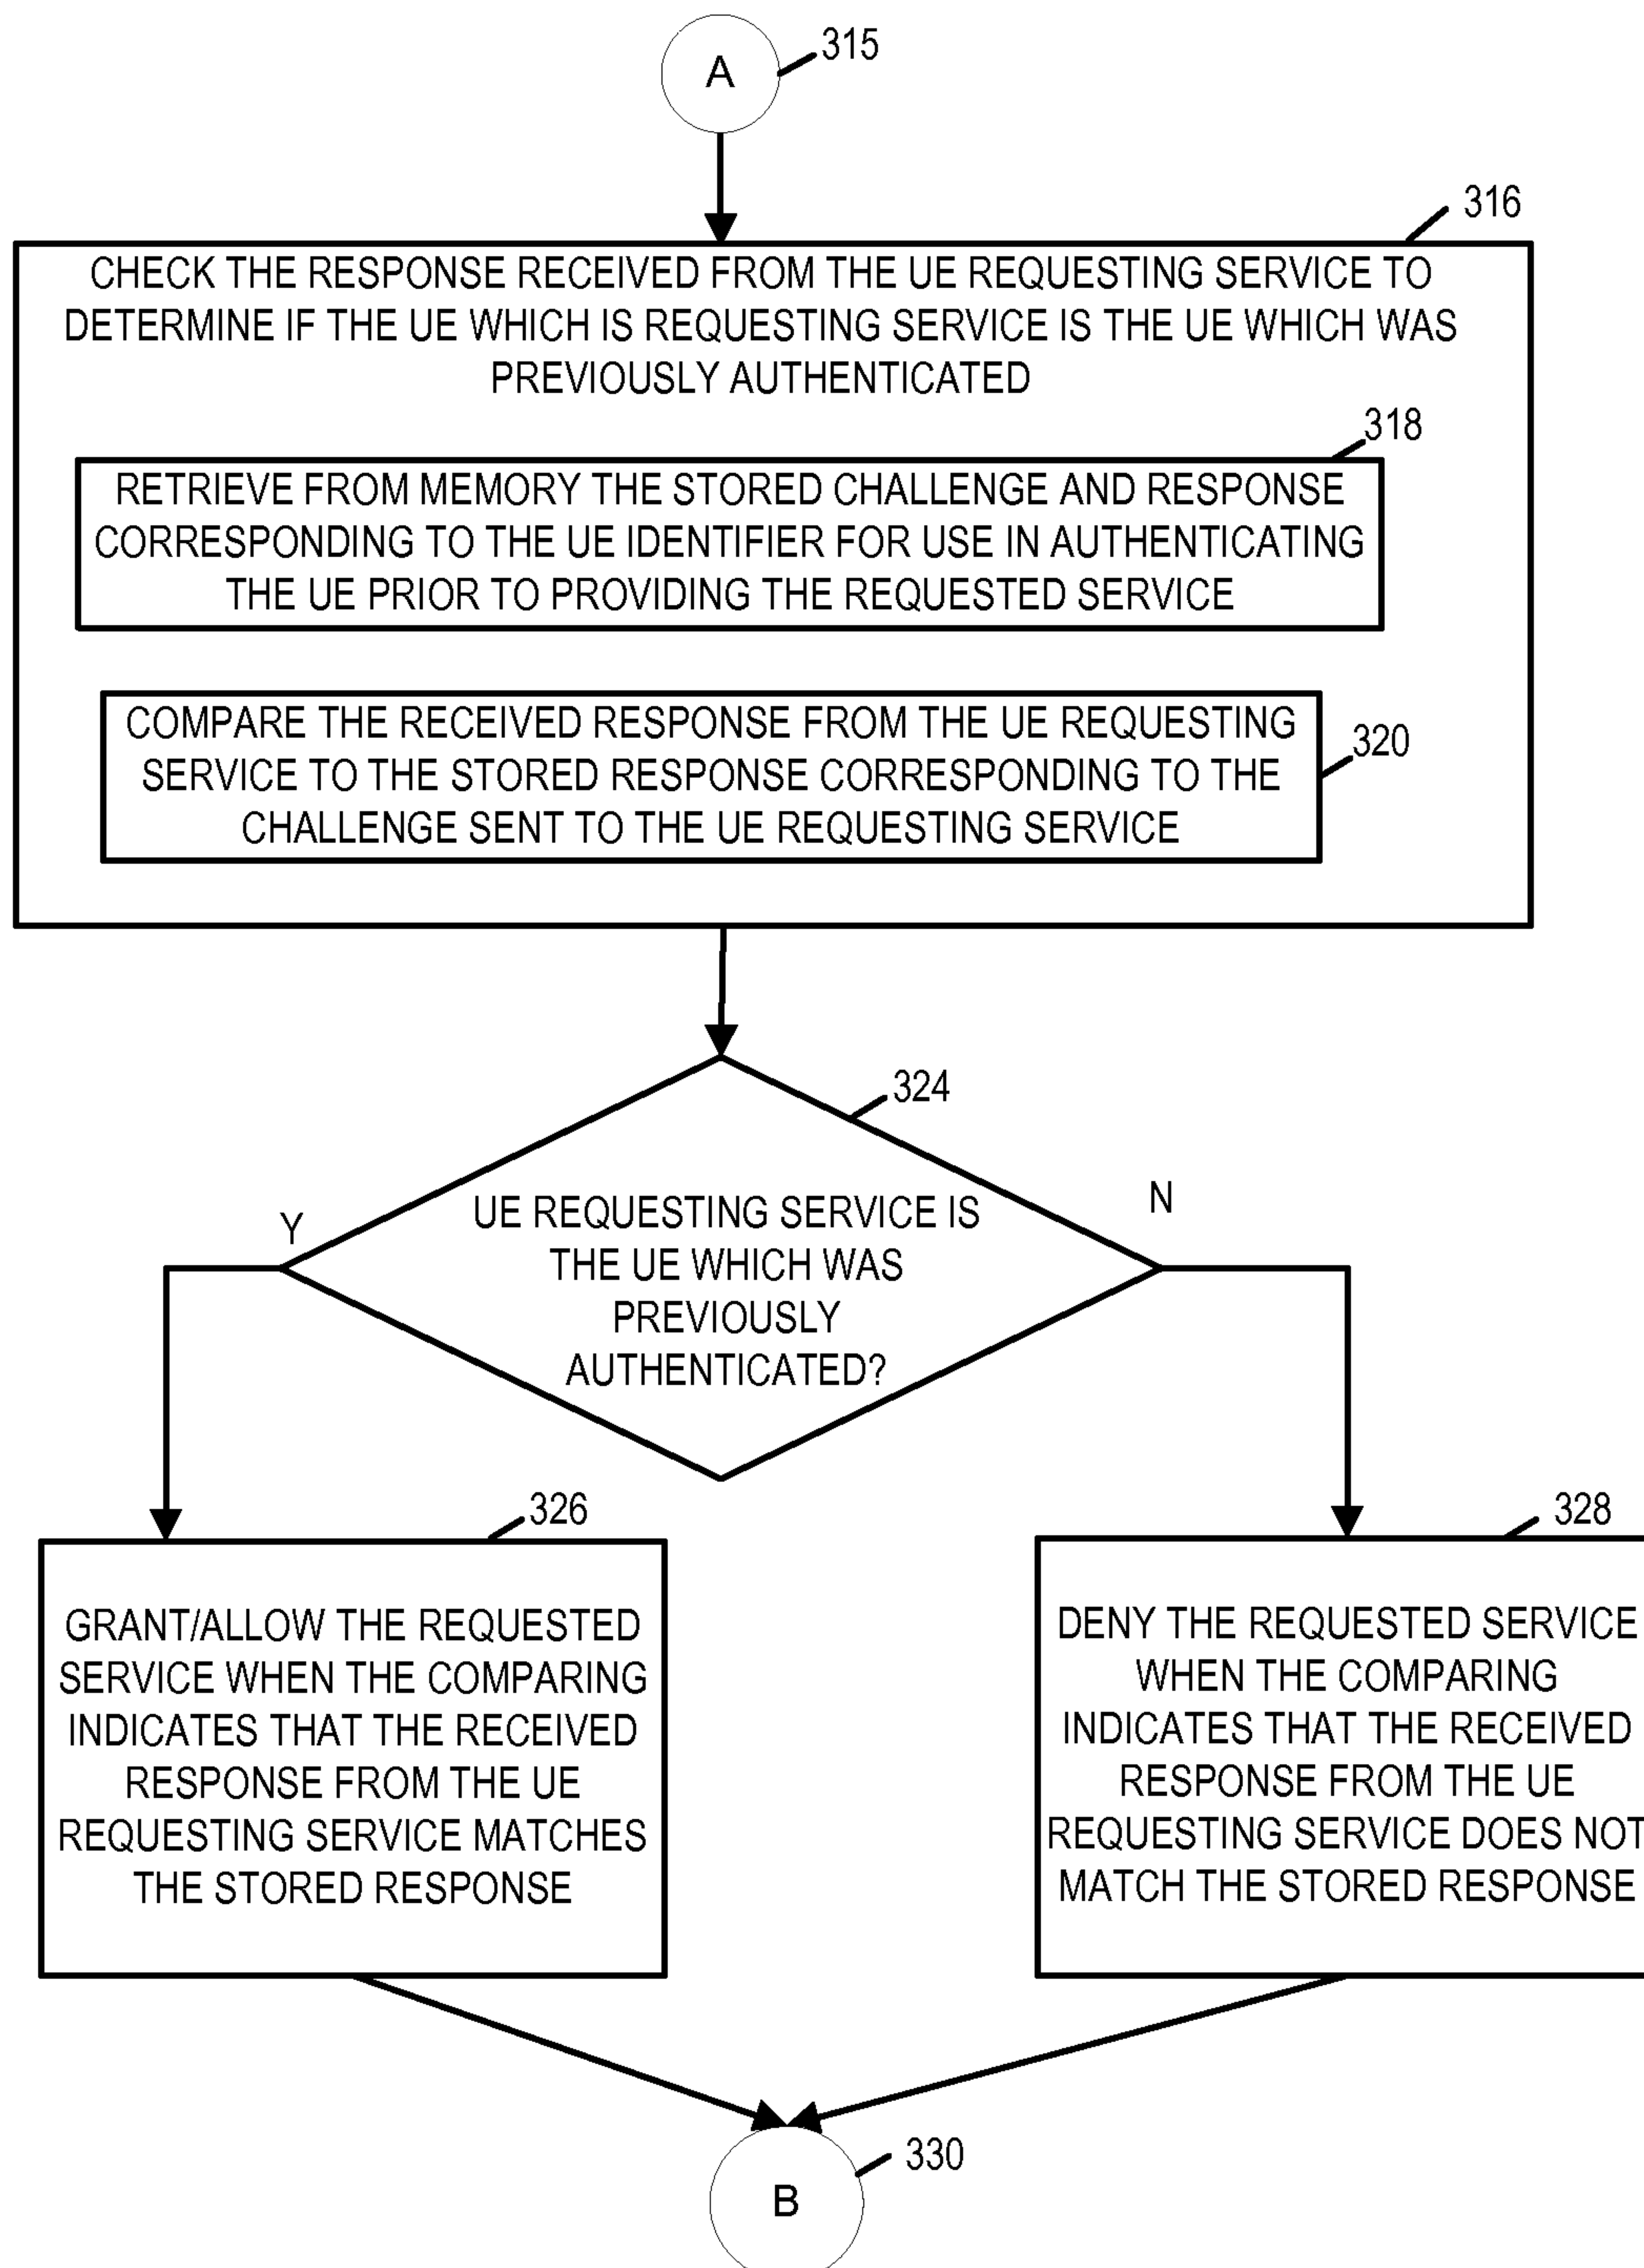 A
315
316
CHECK THE RESPONSE RECEIVED FROM THE UE REQUESTING SERVICE TO
DETERMINE IF THE UE WHICH IS REQUESTING SERVICE IS THE UE WHICH WAS
PREVIOUSLY AUTHENTICATED
318
RETRIEVE FROM MEMORY THE STORED CHALLENGE AND RESPONSE
CORRESPONDING TO THE UE IDENTIFIER FOR USE IN AUTHENTICATING
THE UE PRIOR TO PROVIDING THE REQUESTED SERVICE
COMPARE THE RECEIVED RESPONSE FROM THE UE REQUESTING
SERVICE TO THE STORED RESPONSE CORRESPONDING TO THE
CHALLENGE SENT TO THE UE REQUESTING SERVICE
320
324
UE REQUESTING SERVICE IS
THE UE WHICH WAS
PREVIOUSLY
AUTHENTICATED?
Y
N
326
GRANT/ALLOW THE REQUESTED
SERVICE WHEN THE COMPARING
INDICATES THAT THE RECEIVED
RESPONSE FROM THE UE
REQUESTING SERVICE MATCHES
THE STORED RESPONSE
328
DENY THE REQUESTED SERVICE
WHEN THE COMPARING
INDICATES THAT THE RECEIVED
RESPONSE FROM THE UE
REQUESTING SERVICE DOES NOT
MATCH THE STORED RESPONSE
330
B